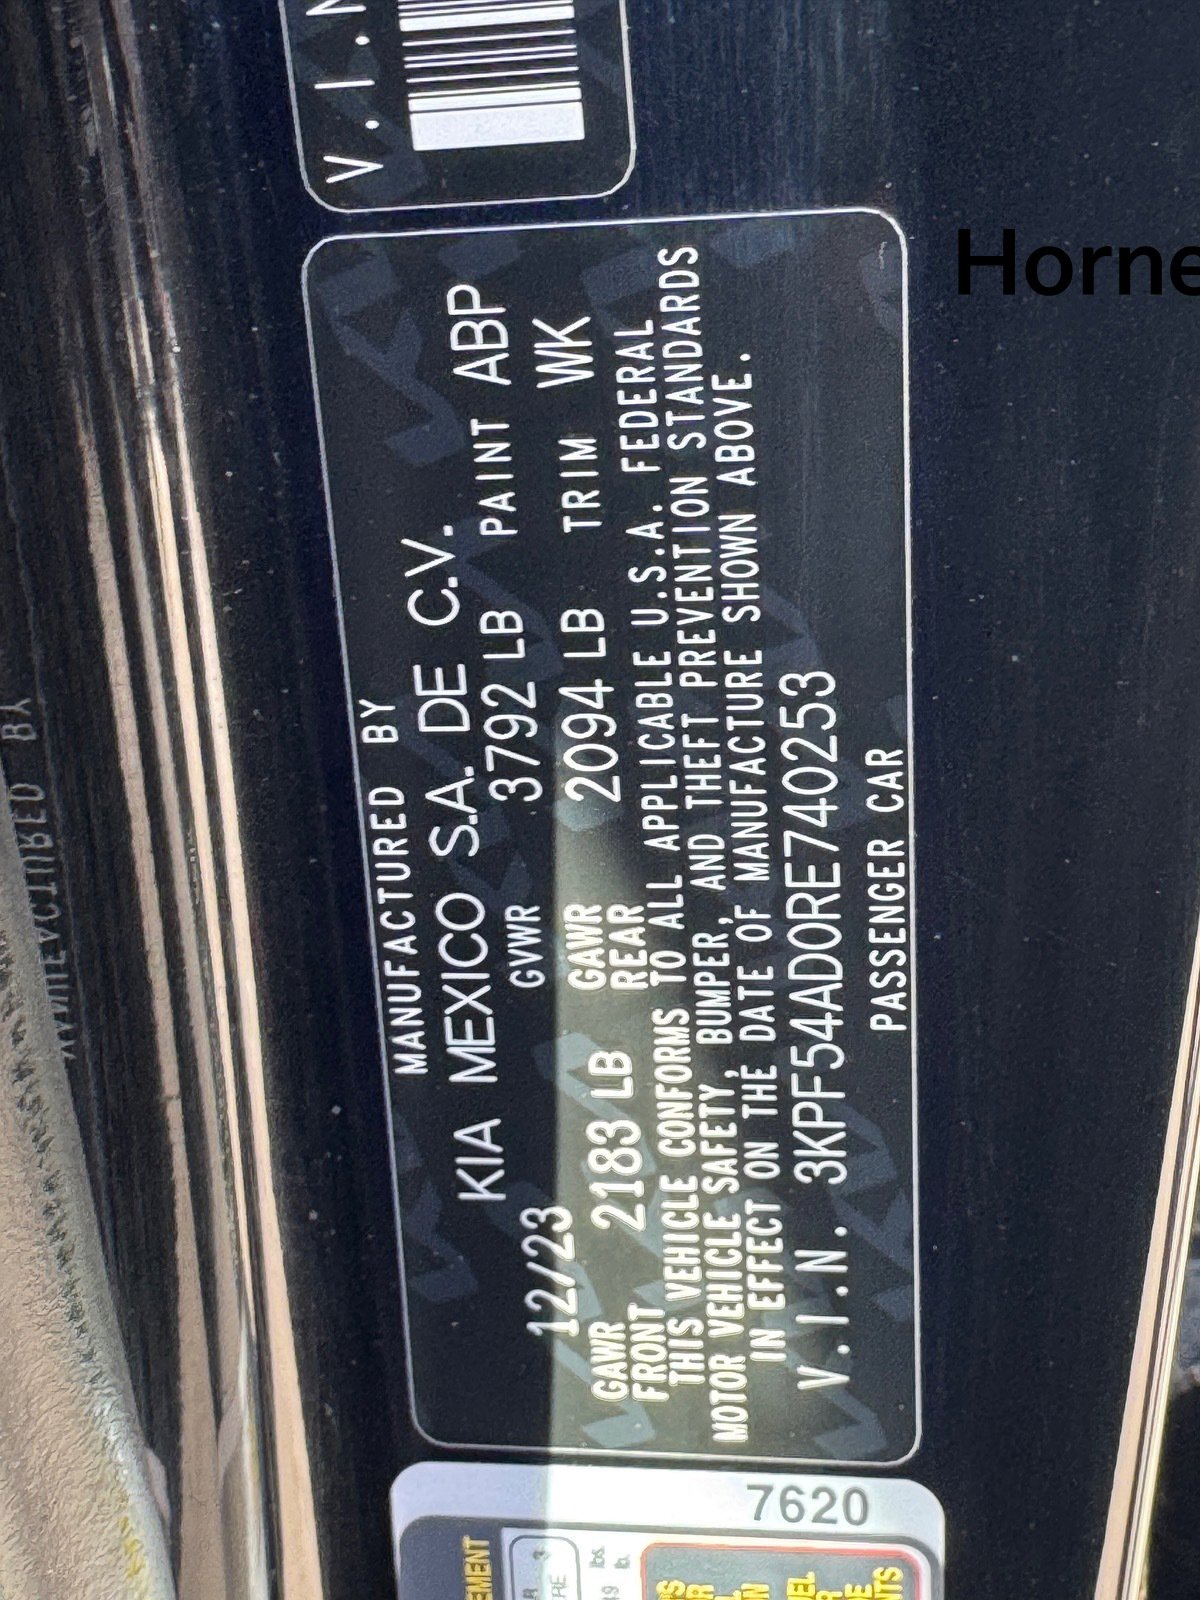 V.I.N
MANUFACTURED BY
KIA MEXICO S.A. DE C.V.
12/23 GVWR 3792 LB PAINT ABP
GAWR FRONT 2183 LB GAWR REAR 2094 LB TRIM WK
THIS VEHICLE CONFORMS TO ALL APPLICABLE U.S.A. FEDERAL
MOTOR VEHICLE SAFETY, BUMPER, AND THEFT PREVENTION STANDARDS
IN EFFECT ON THE DATE OF MANUFACTURE SHOWN ABOVE.
V.I.N. 3KPF54AD0RE740253
PASSENGER CAR
7620
EMENT
Horne
MANUFACTURED BY